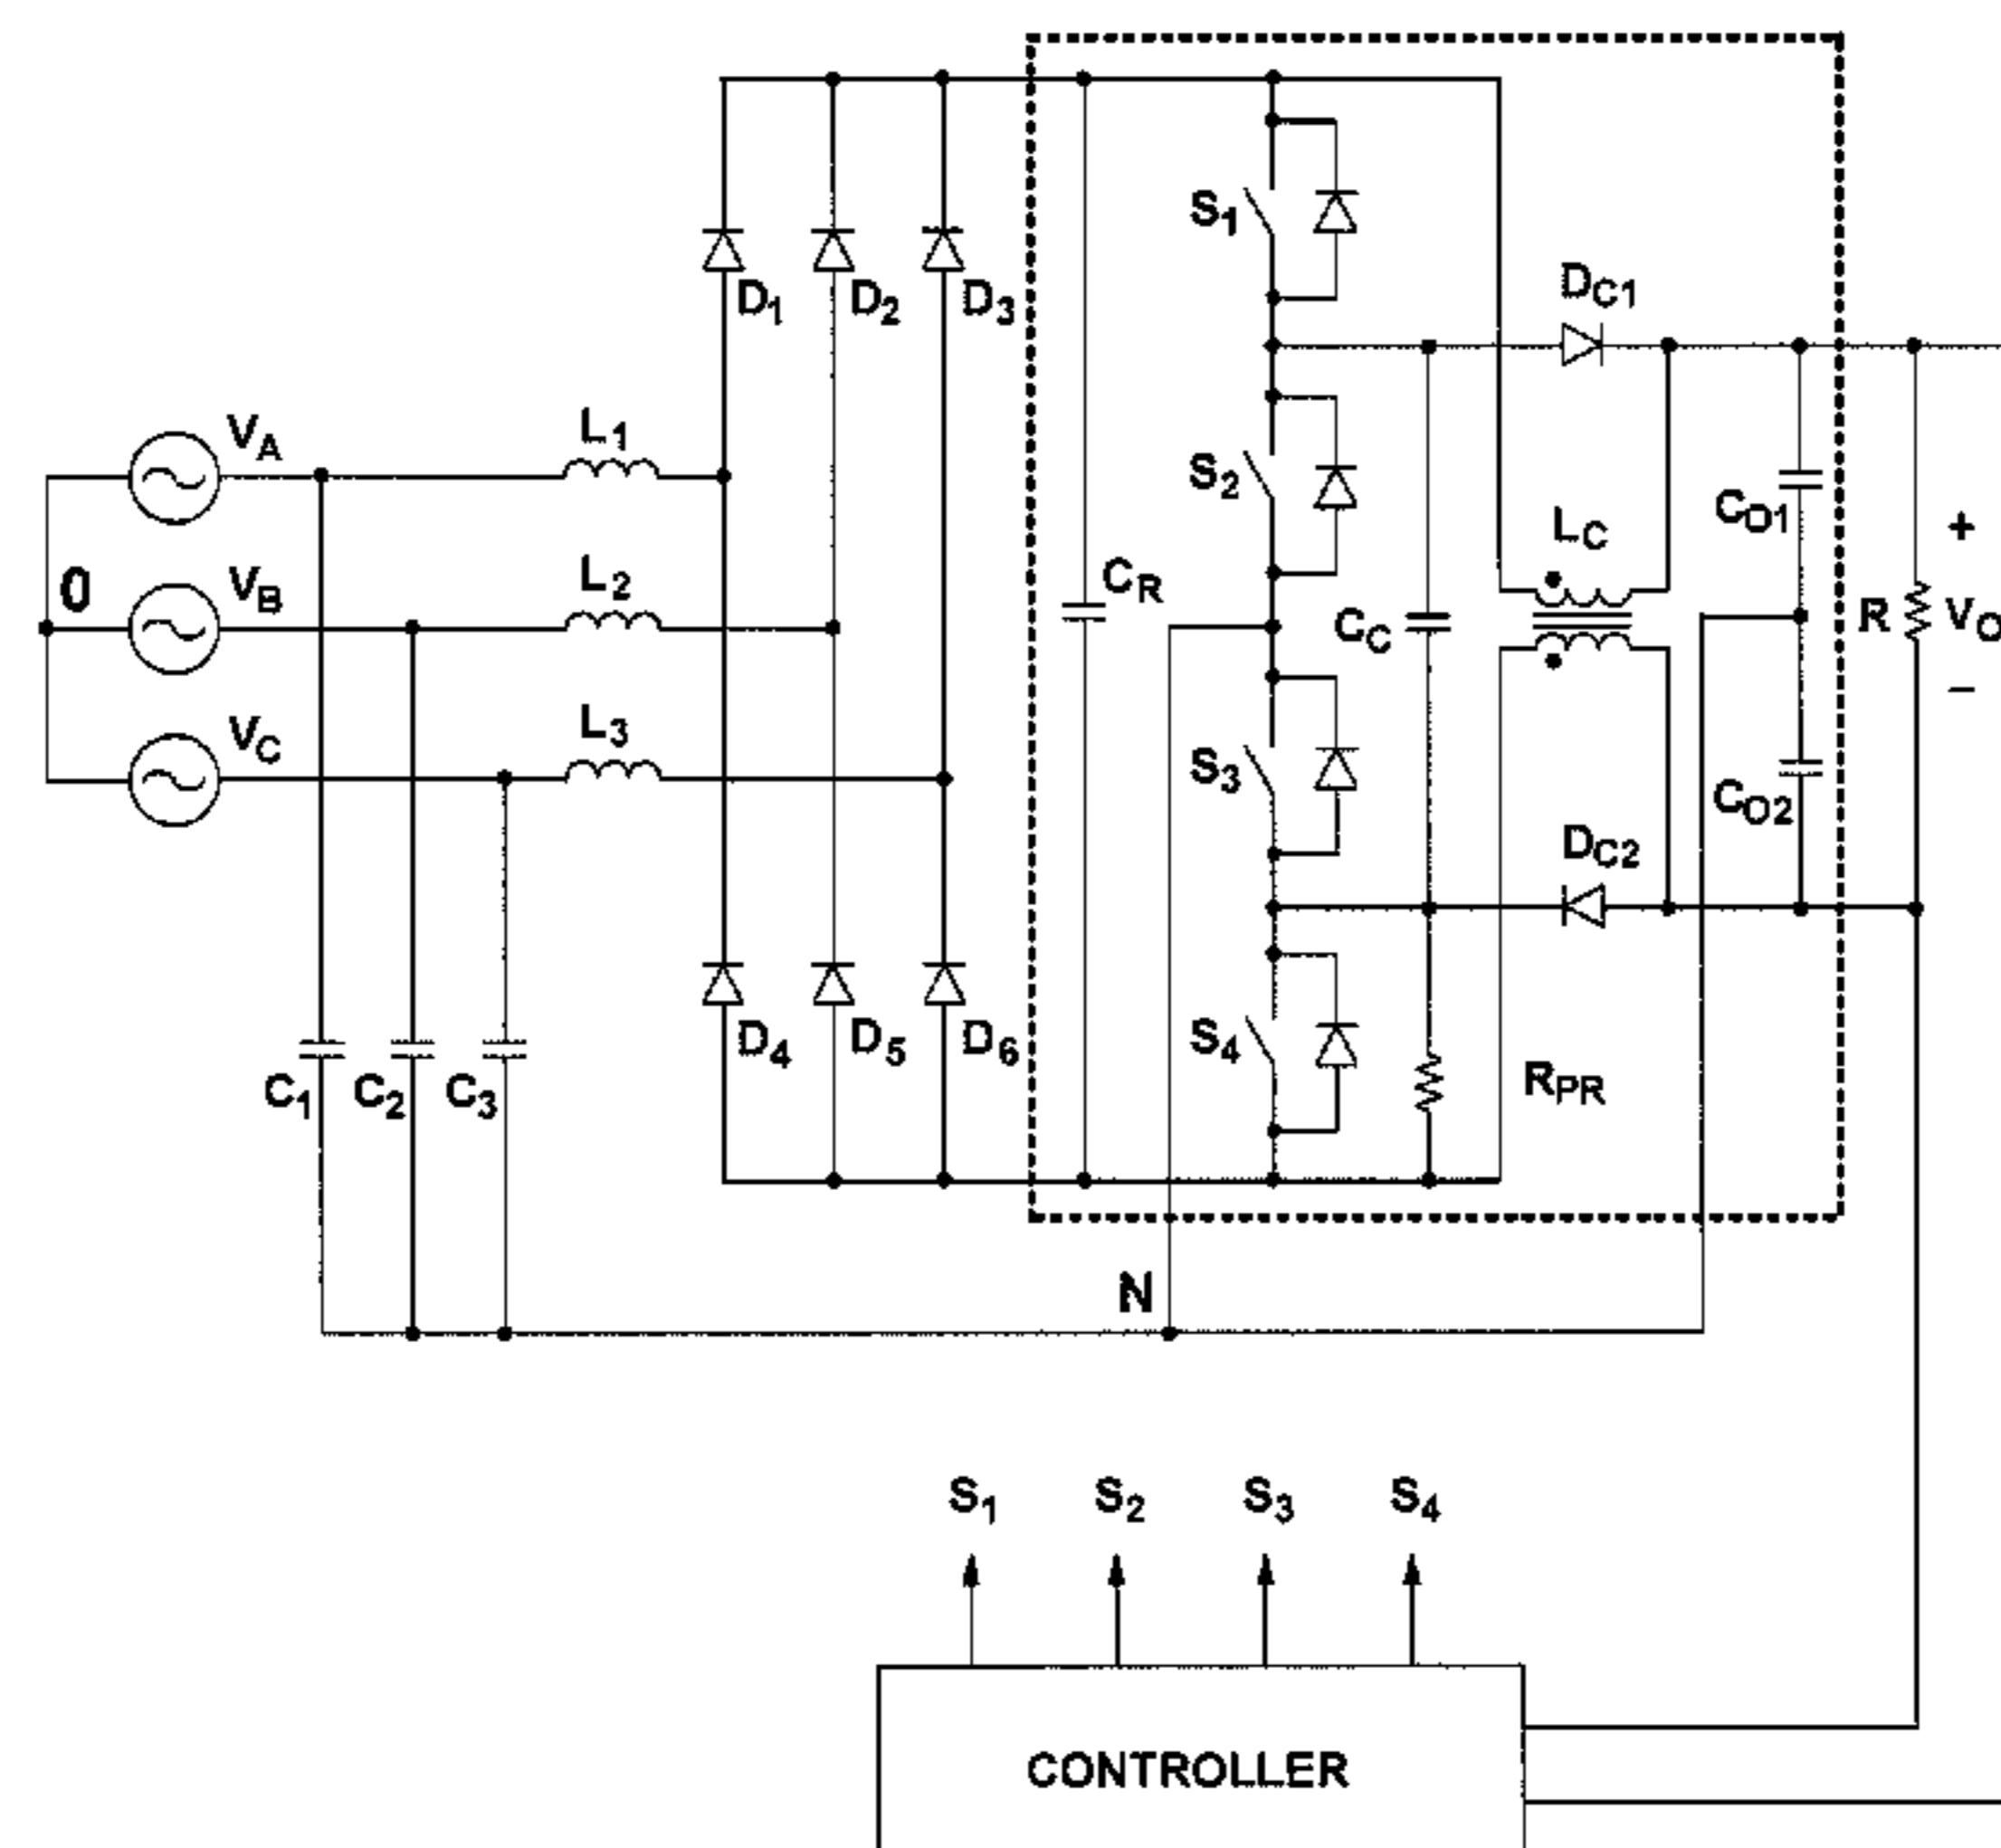 S1
DC1
D1
D2
D3
VA
L1
S2
CO1
LC
+
0
VB
L2
CR
CC
R
VO
−
VC
L3
S3
CO2
DC2
S4
D4
D5
D6
C1
C2
C3
RPR
N
S1
S2
S3
S4
CONTROLLER